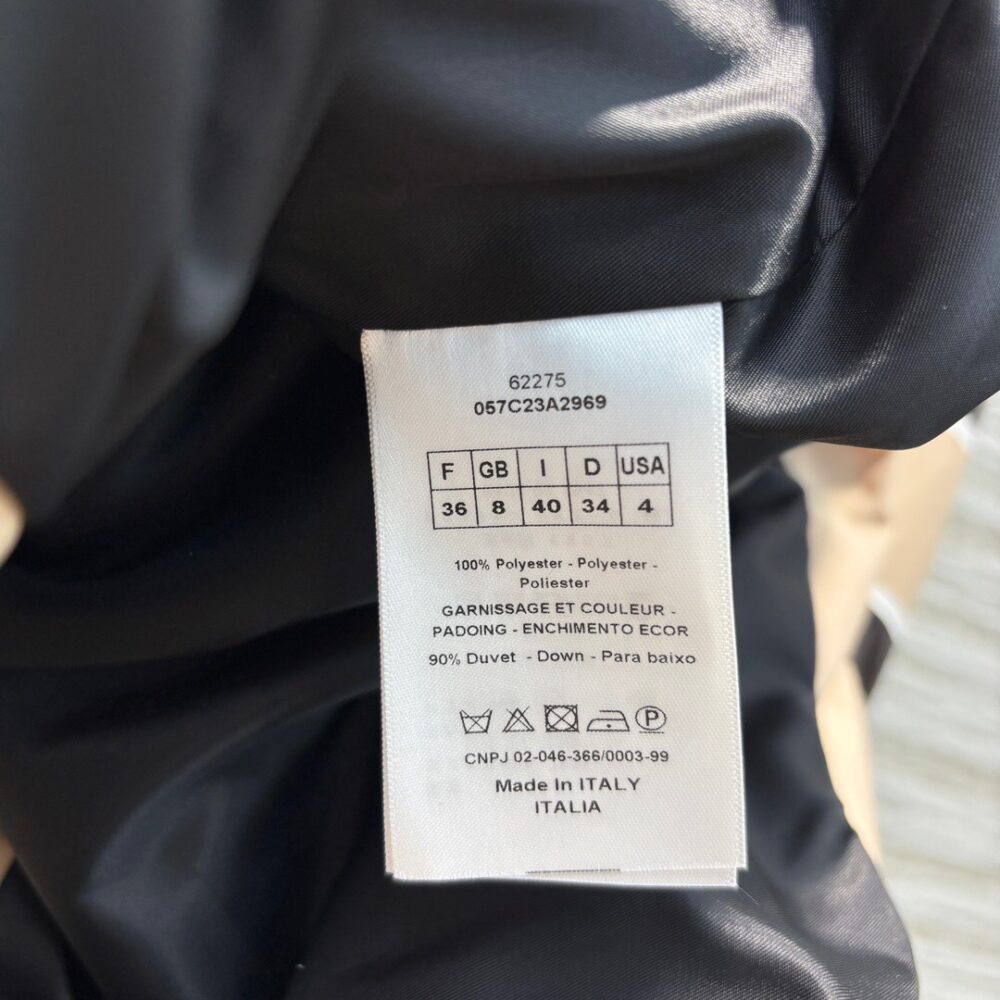 62275
057C23A2969
F GB I D USA
36 8 40 34 4
100% Polyester - Polyester -
Poliester
GARNISSAGE ET COULEUR -
PADOING - ENCHIMENTO ECOR
90% Duvet - Down - Para baixo
P
CNPJ 02-046-366/0003-99
Made In ITALY
ITALIA